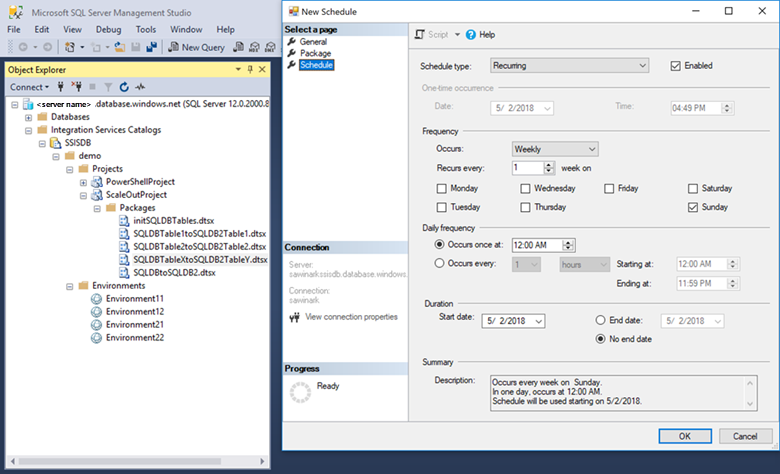 Microsoft SQL Server Management Studio
File Edit View Debug Tools Window Help
New Query
Object Explorer
Connect
<server name> .database.windows.net (SQL Server 12.0.2000.8
Databases
Integration Services Catalogs
SSISDB
demo
Projects
PowerShellProject
ScaleOutProject
Packages
initSQLDBTables.dtsx
SQLDBTable1toSQLDB2Table1.dtsx
SQLDBTable2toSQLDB2Table2.dtsx
SQLDBTableXtoSQLDB2TableY.dtsx
SQLDBtoSQLDB2.dtsx
Environments
Environment11
Environment12
Environment21
Environment22
New Schedule
Select a page
General
Package
Schedule
Connection
Server:
sawinarkssisdb.database.windows.
Connection:
sawinark
View connection properties
Progress
Ready
Script Help
Schedule type: Recurring Enabled
One-time occurrence
Date: 5/ 2/2018 Time: 04:49 PM
Frequency
Occurs: Weekly
Recurs every: 1 week on
Monday Wednesday Friday Saturday
Tuesday Thursday Sunday
Daily frequency
Occurs once at: 12:00 AM
Occurs every: 1 hours Starting at: 12:00 AM
Ending at: 11:59 PM
Duration
Start date: 5/ 2/2018 End date: 5/ 2/2018
No end date
Summary
Description: Occurs every week on Sunday.
In one day, occurs at 12:00 AM.
Schedule will be used starting on 5/2/2018.
OK Cancel